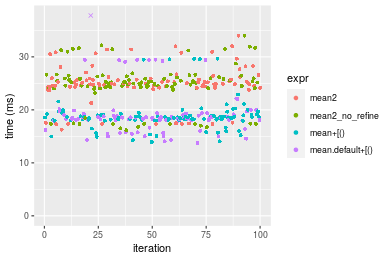 time (ms)
30
20
10
0
0
25
50
75
100
iteration
expr
mean2
mean2_no_refine
mean+[()
mean.default+[()